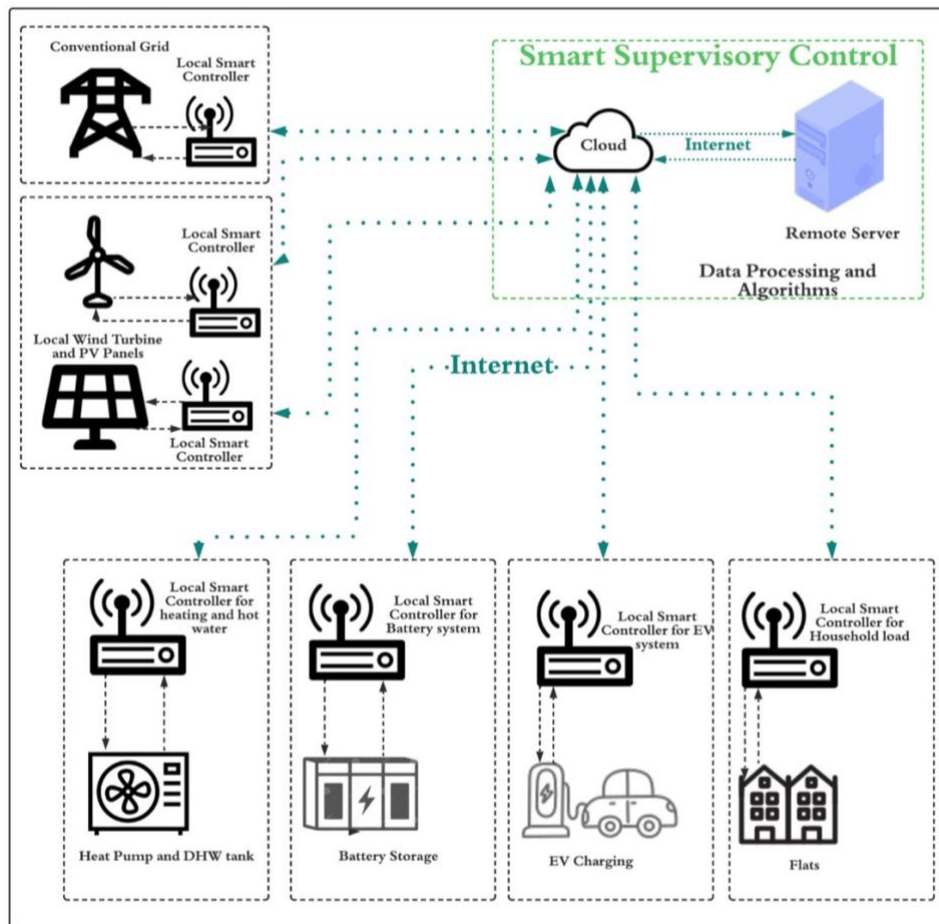 Conventional Grid
Local Smart
Controller
Smart Supervisory Control
Cloud
Internet
Remote Server
Data Processing and
Algorithms
Local Smart
Controller
Local Wind Turbine
and PV Panels
Local Smart
Controller
Internet
Local Smart
Controller for
heating and hot
water
Heat Pump and DHW tank
Local Smart
Controller for
Battery system
Battery Storage
Local Smart
Controller for EV
system
EV Charging
Local Smart
Controller for
Household load
Flats